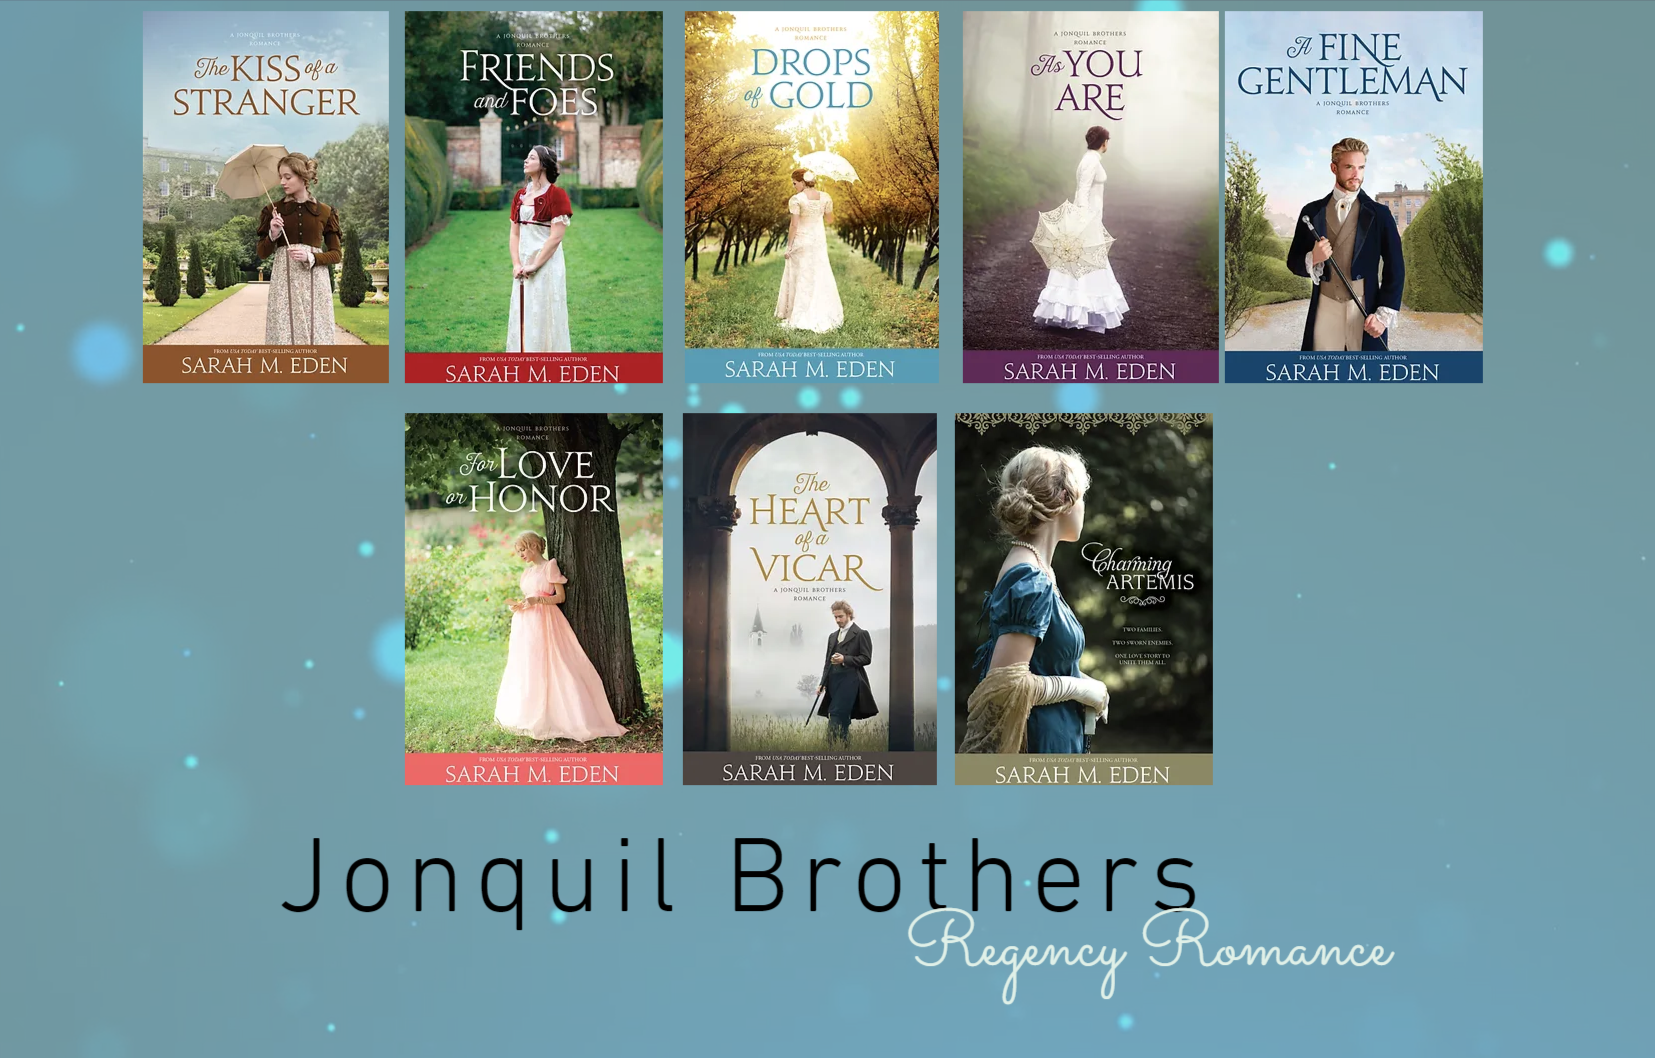 A JONQUIL BROTHERS
ROMANCE
The KISS of a
STRANGER
FROM USA TODAY BEST-SELLING AUTHOR
SARAH M. EDEN
A JONQUIL BROTHERS
ROMANCE
FRIENDS
and FOES
FROM USA TODAY BEST-SELLING AUTHOR
SARAH M. EDEN
A JONQUIL BROTHERS
ROMANCE
DROPS
of GOLD
FROM USA TODAY BEST-SELLING AUTHOR
SARAH M. EDEN
A JONQUIL BROTHERS
ROMANCE
As YOU
ARE
FROM USA TODAY BEST-SELLING AUTHOR
SARAH M. EDEN
A FINE
GENTLEMAN
A JONQUIL BROTHERS
ROMANCE
FROM USA TODAY BEST-SELLING AUTHOR
SARAH M. EDEN
A JONQUIL BROTHERS
ROMANCE
For LOVE
or HONOR
FROM USA TODAY BEST-SELLING AUTHOR
SARAH M. EDEN
The
HEART
of a
VICAR
A JONQUIL BROTHERS
ROMANCE
FROM USA TODAY BEST-SELLING AUTHOR
SARAH M. EDEN
Charming
ARTEMIS
TWO FAMILIES.
TWO SWORN ENEMIES.
ONE LOVE STORY TO
UNITE THEM ALL.
FROM USA TODAY BEST-SELLING AUTHOR
SARAH M. EDEN
Jonquil Brothers
Regency Romance